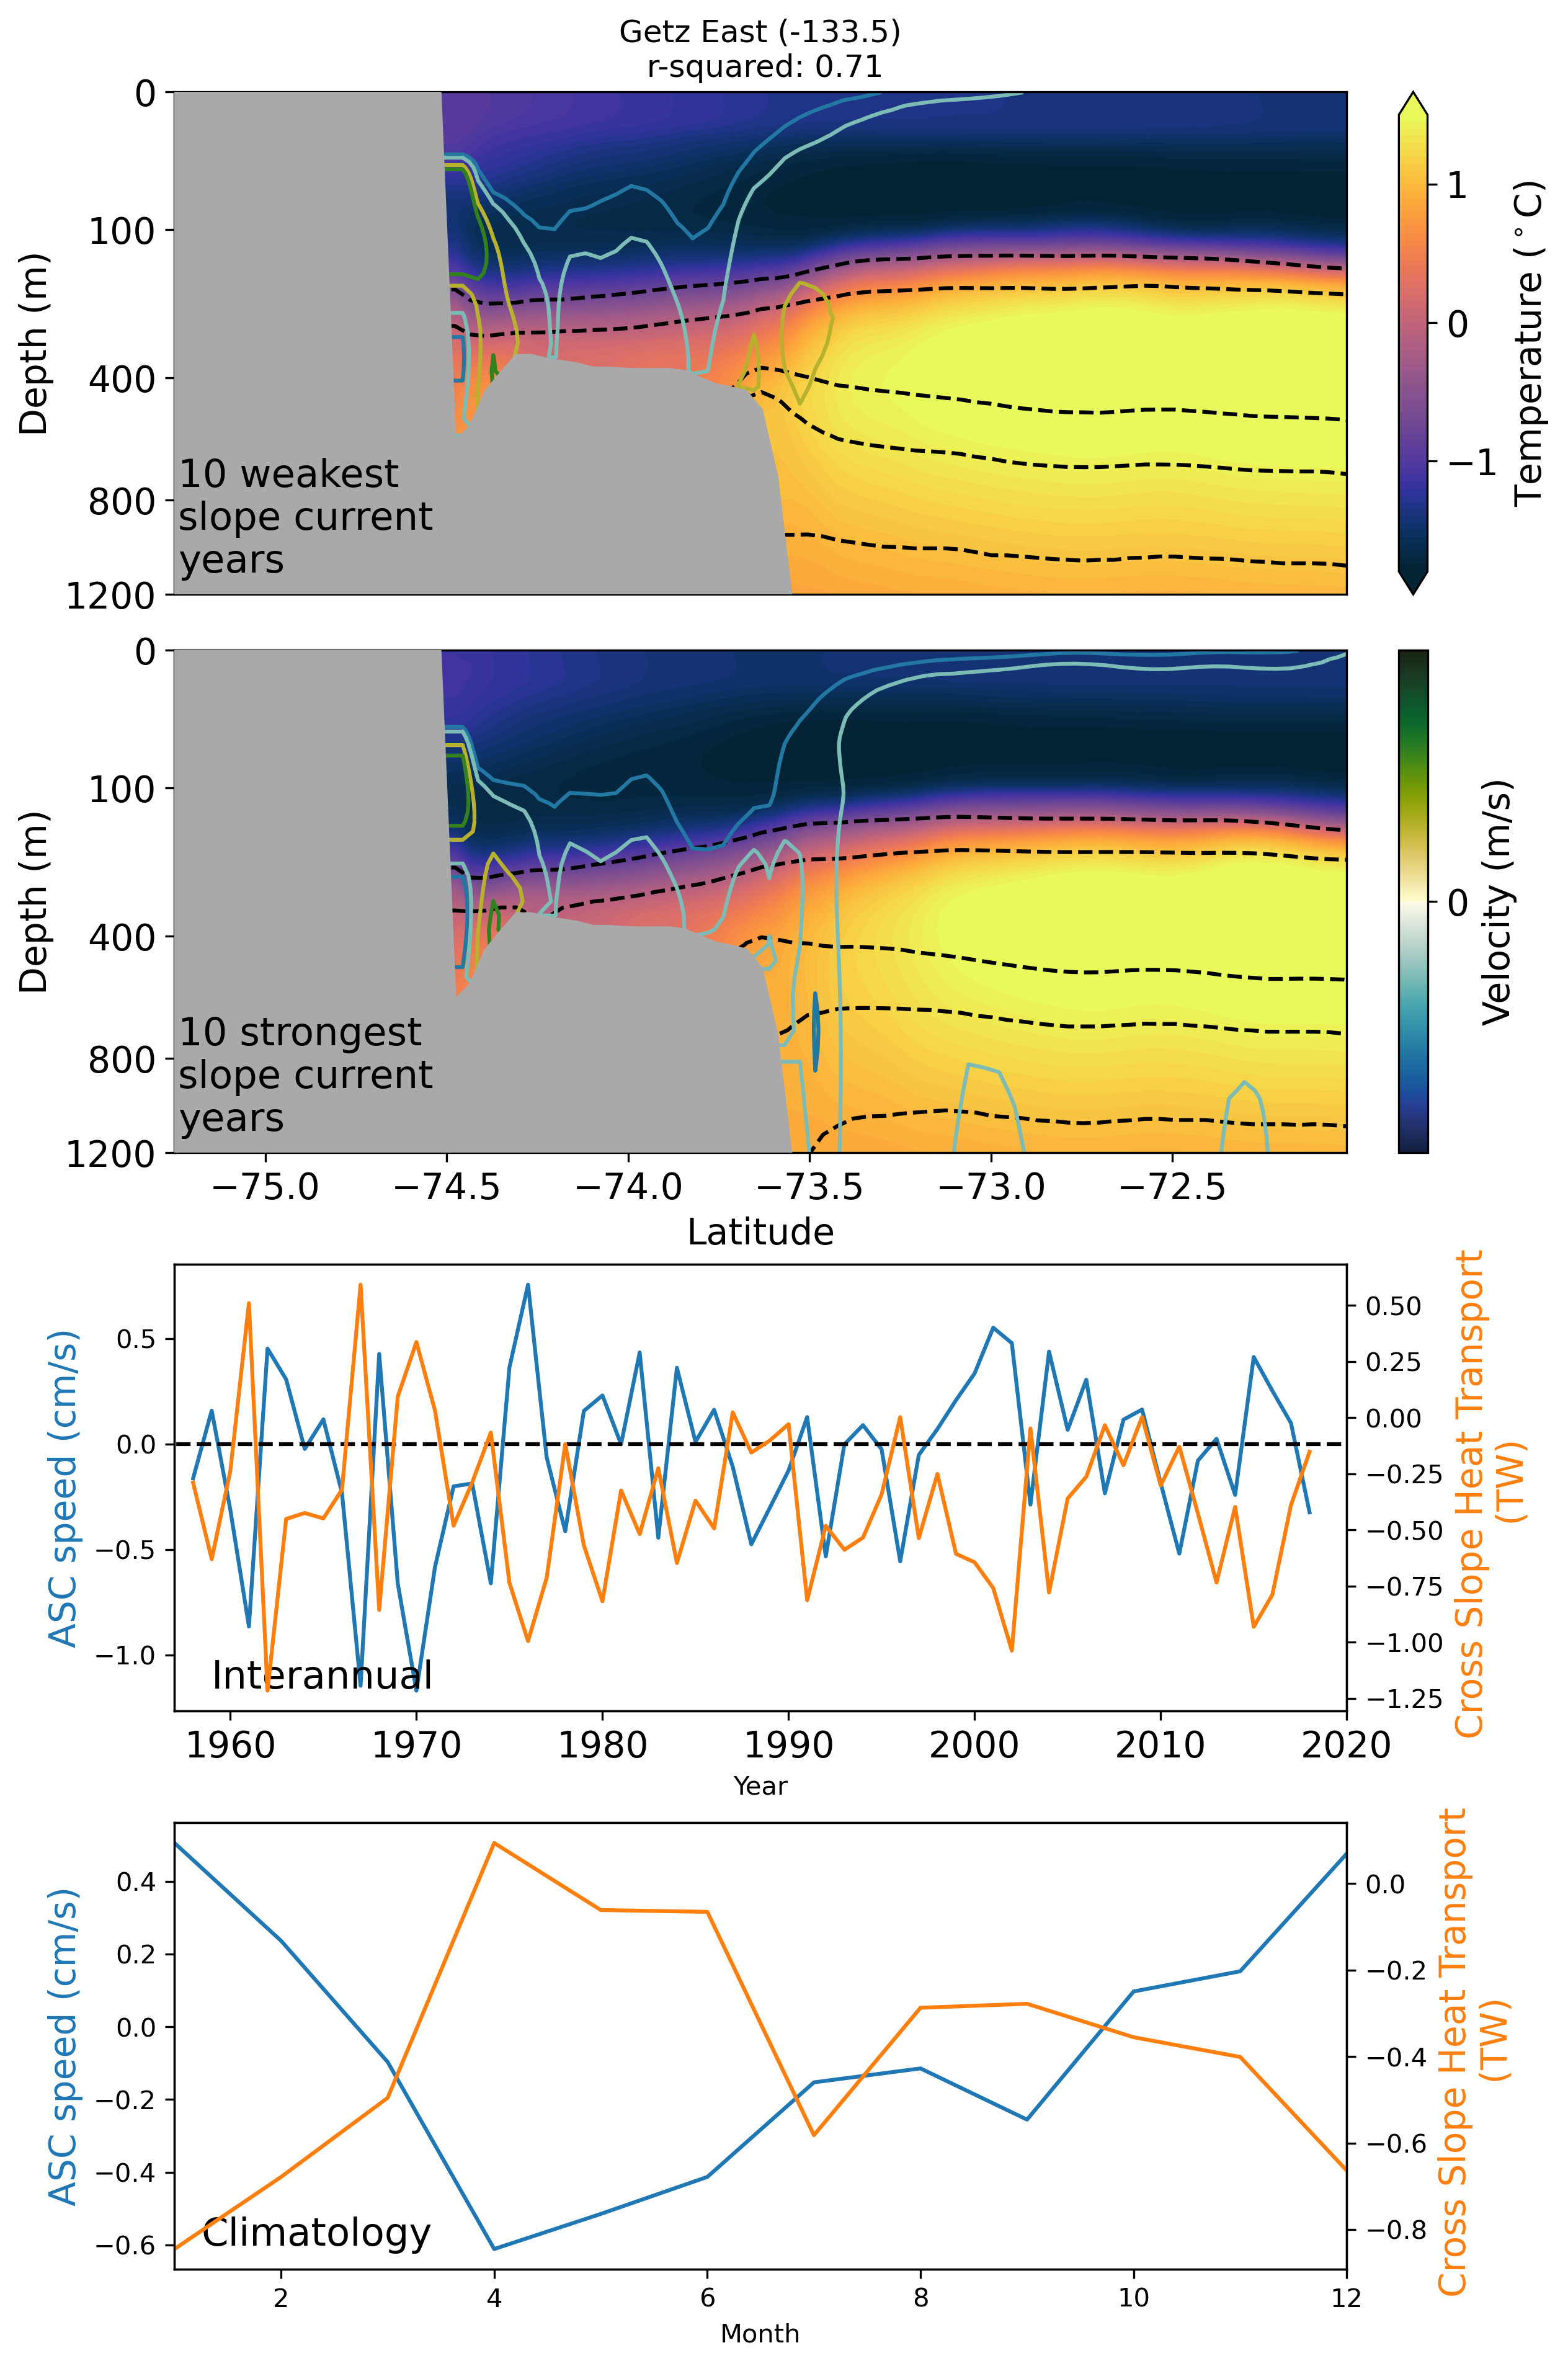 Getz East (-133.5)
r-squared: 0.71
0
100
400
800
1200
Depth (m)
10 weakest
slope current
years
1
0
−1
Temperature (°C)
0
100
400
800
1200
Depth (m)
10 strongest
slope current
years
0
Velocity (m/s)
−75.0 −74.5 −74.0 −73.5 −73.0 −72.5
Latitude
0.5
0.0
−0.5
−1.0
ASC speed (cm/s)
Interannual
0.50
0.25
0.00
−0.25
−0.50
−0.75
−1.00
−1.25
Cross Slope Heat Transport
(TW)
1960 1970 1980 1990 2000 2010 2020
Year
0.4
0.2
0.0
−0.2
−0.4
−0.6
ASC speed (cm/s)
Climatology
0.0
−0.2
−0.4
−0.6
−0.8
Cross Slope Heat Transport
(TW)
2 4 6 8 10 12
Month